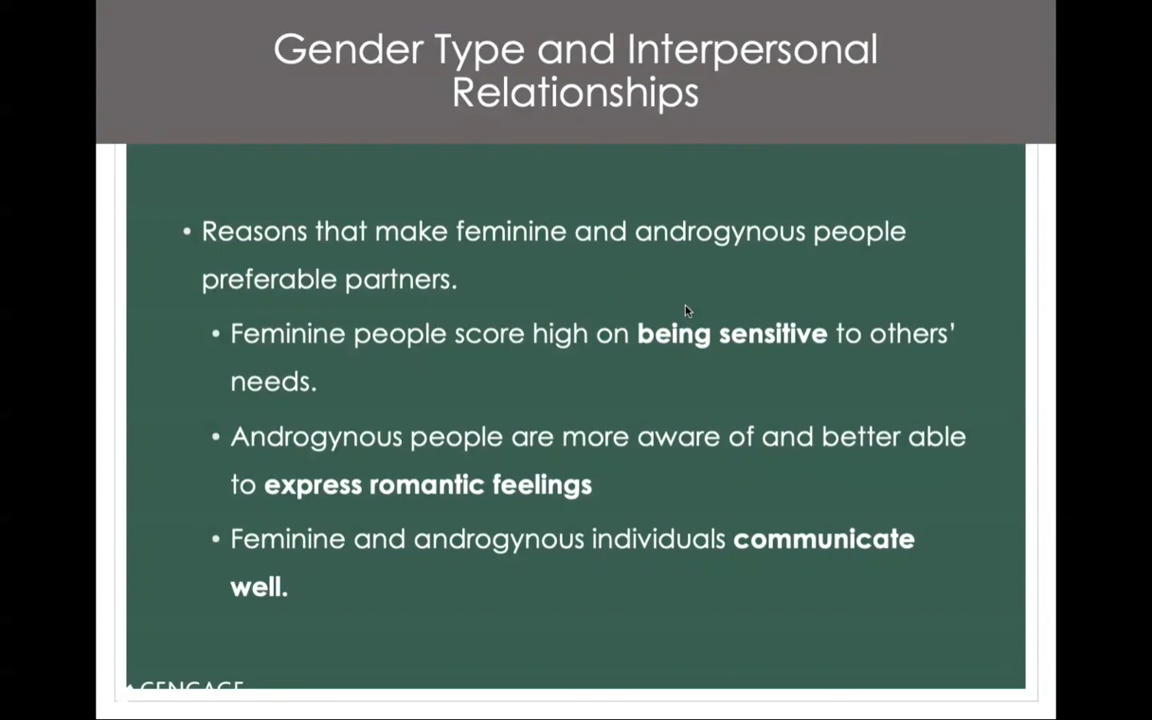 Gender Type and Interpersonal
Relationships
• Reasons that make feminine and androgynous people
preferable partners.
• Feminine people score high on being sensitive to others’
needs.
• Androgynous people are more aware of and better able
to express romantic feelings
• Feminine and androgynous individuals communicate
well.
CENGAGE